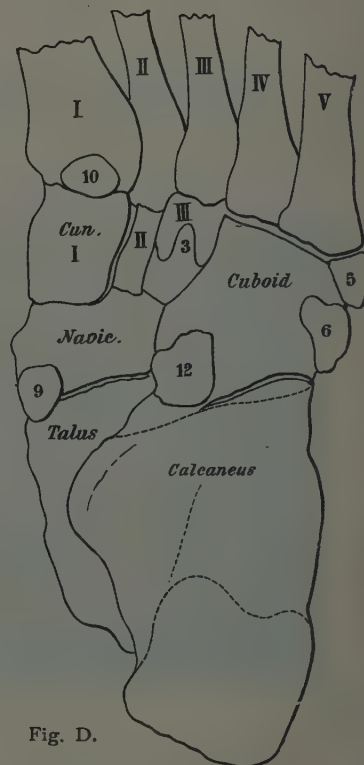 II III IV V
I.
10
Cun.
I
II
III
3
Cuboid
5
6
Navic.
12
9
Talus
Calcaneus
Fig. D.